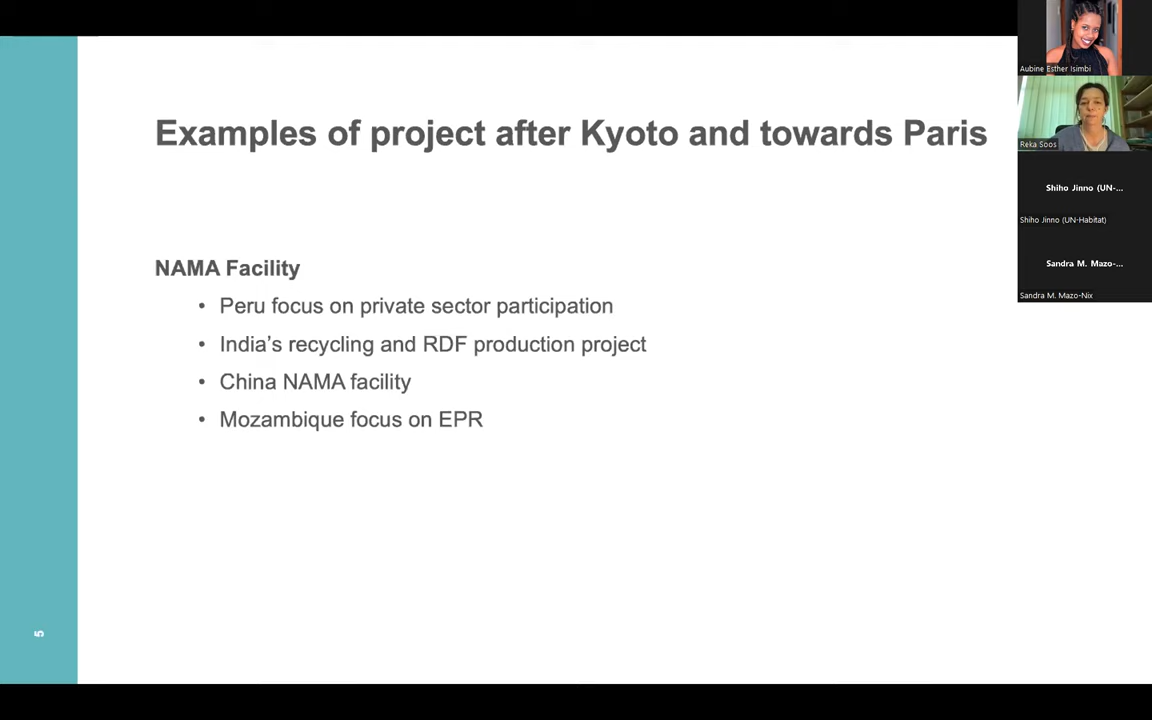 Examples of project after Kyoto and towards Paris
NAMA Facility
• Peru focus on private sector participation
• India’s recycling and RDF production project
• China NAMA facility
• Mozambique focus on EPR
5
Aubine Esther Isimbi
Reka Soos
Shiho Jinno (UN-...
Shiho Jinno (UN-Habitat)
Sandra M. Mazo-...
Sandra M. Mazo-Nix